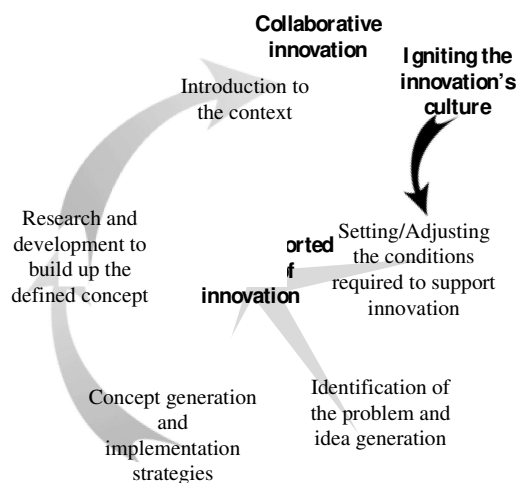 Collaborative
innovation
Igniting the
innovation's
culture
Introduction to
the context
Setting/Adjusting
the conditions
required to support
innovation
Identification of
the problem and
idea generation
Concept generation
and
implementation
strategies
Research and
development to
build up the
defined concept
innovation